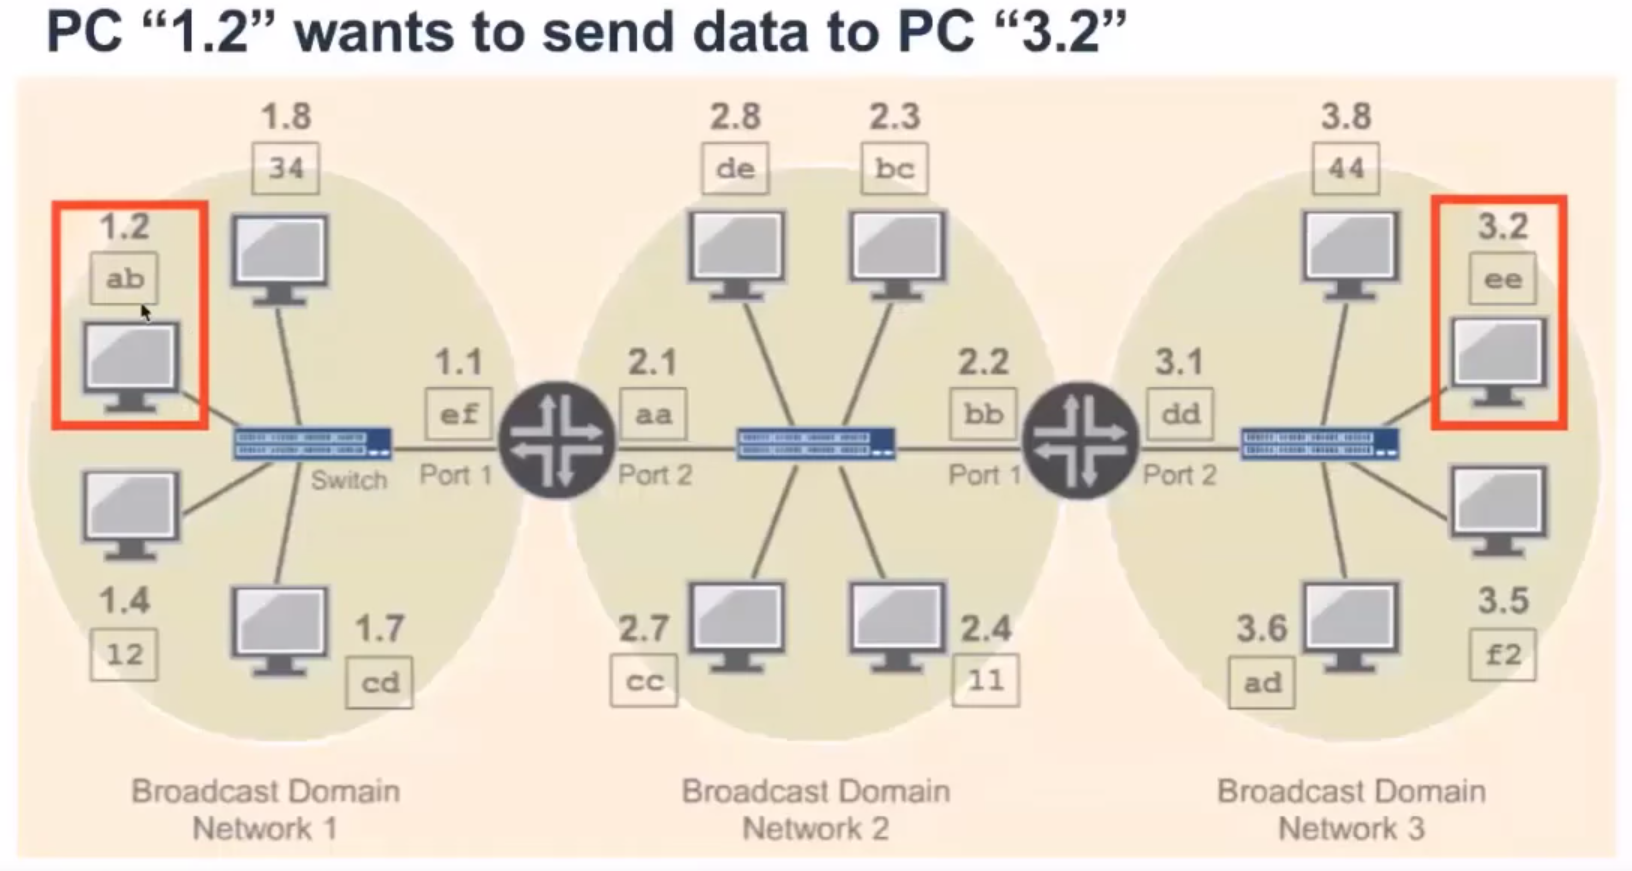 PC “1.2” wants to send data to PC “3.2”
1.8
34
2.8
de
2.3
bc
3.8
44
1.2
ab
3.2
ee
1.1
ef
2.1
aa
2.2
bb
3.1
dd
Switch
Port 1
Port 2
Port 1
Port 2
1.4
12
1.7
cd
2.7
cc
2.4
11
3.6
ad
3.5
f2
Broadcast Domain
Network 1
Broadcast Domain
Network 2
Broadcast Domain
Network 3